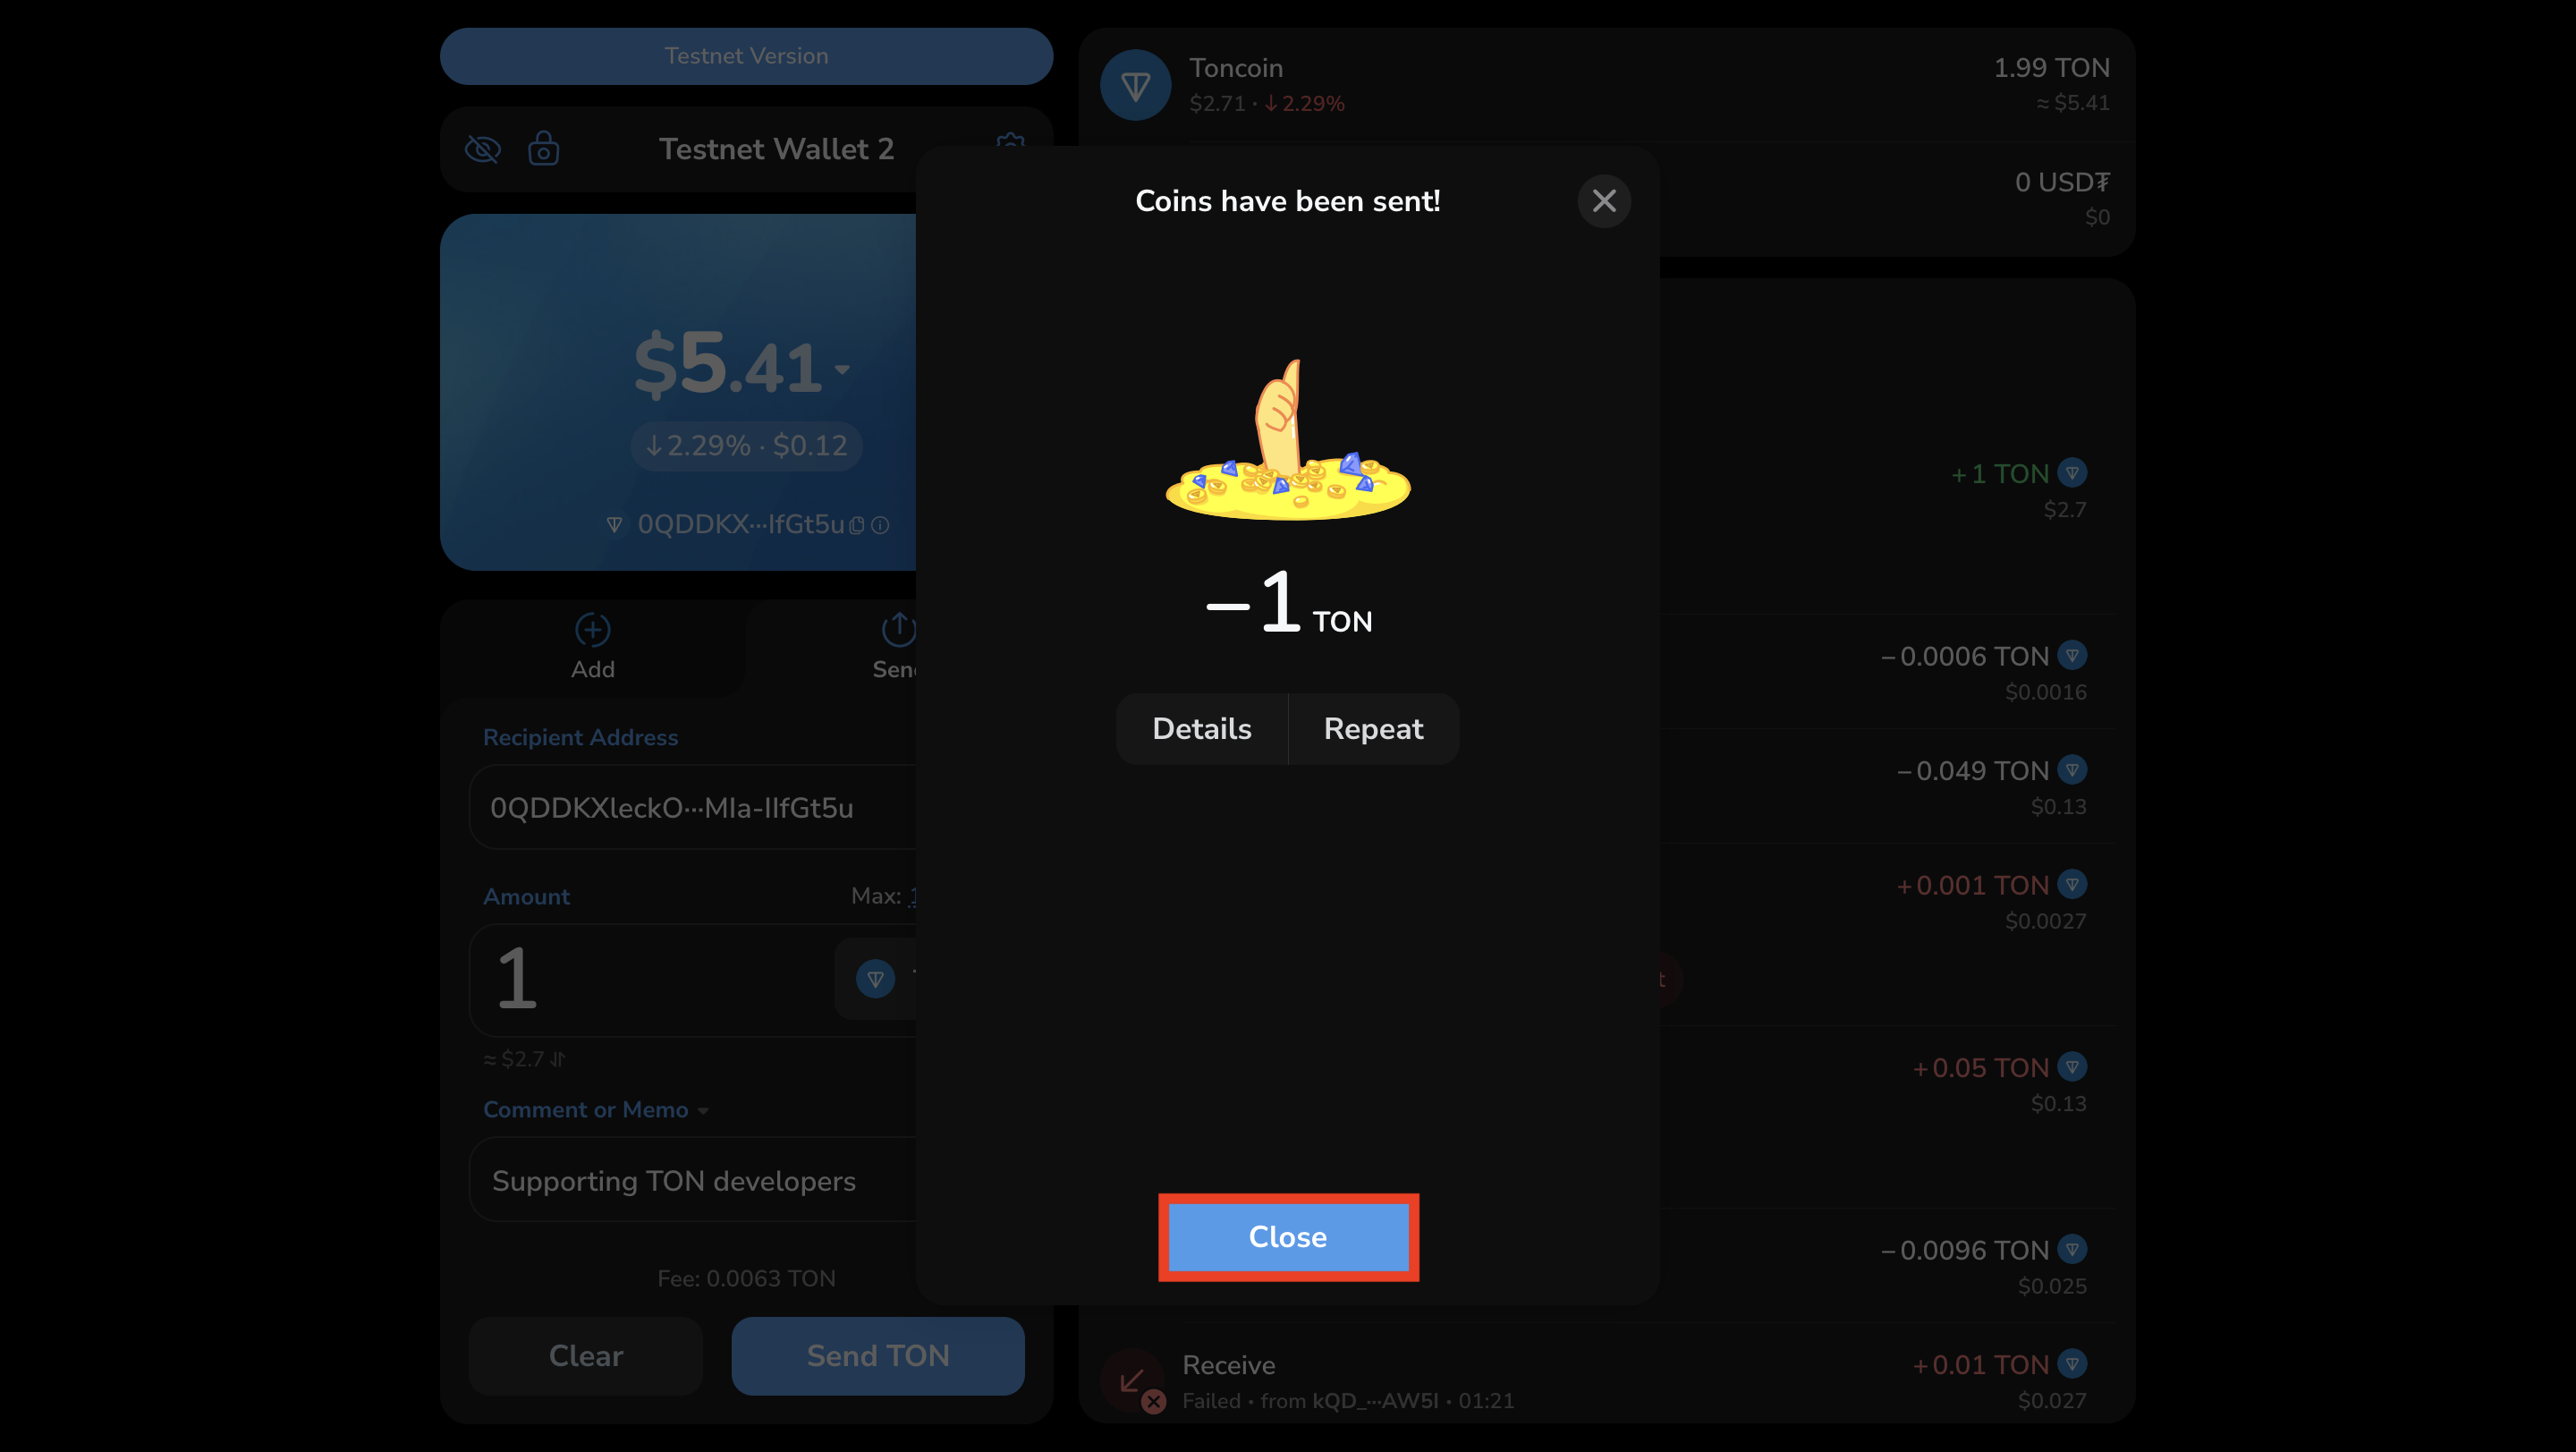 Testnet Version
Testnet Wallet 2
$5.41
↓2.29% · $0.12
0QDDKX···IfGt5u
Add
Send
Recipient Address
0QDDKXleckO···MIa-IIfGt5u
Amount
Max: 1
1
≈ $2.7
Comment or Memo
Supporting TON developers
Fee: 0.0063 TON
Clear
Send TON
Coins have been sent!
−1 TON
Details
Repeat
Close
Toncoin
1.99 TON
$2.71 · ↓2.29%
≈ $5.41
0 USD₮
$0
+1 TON
$2.7
−0.0006 TON
$0.0016
−0.049 TON
$0.13
+0.001 TON
$0.0027
t
+0.05 TON
$0.13
−0.0096 TON
$0.025
Receive
+0.01 TON
Failed · from kQD_···AW5I · 01:21
$0.027